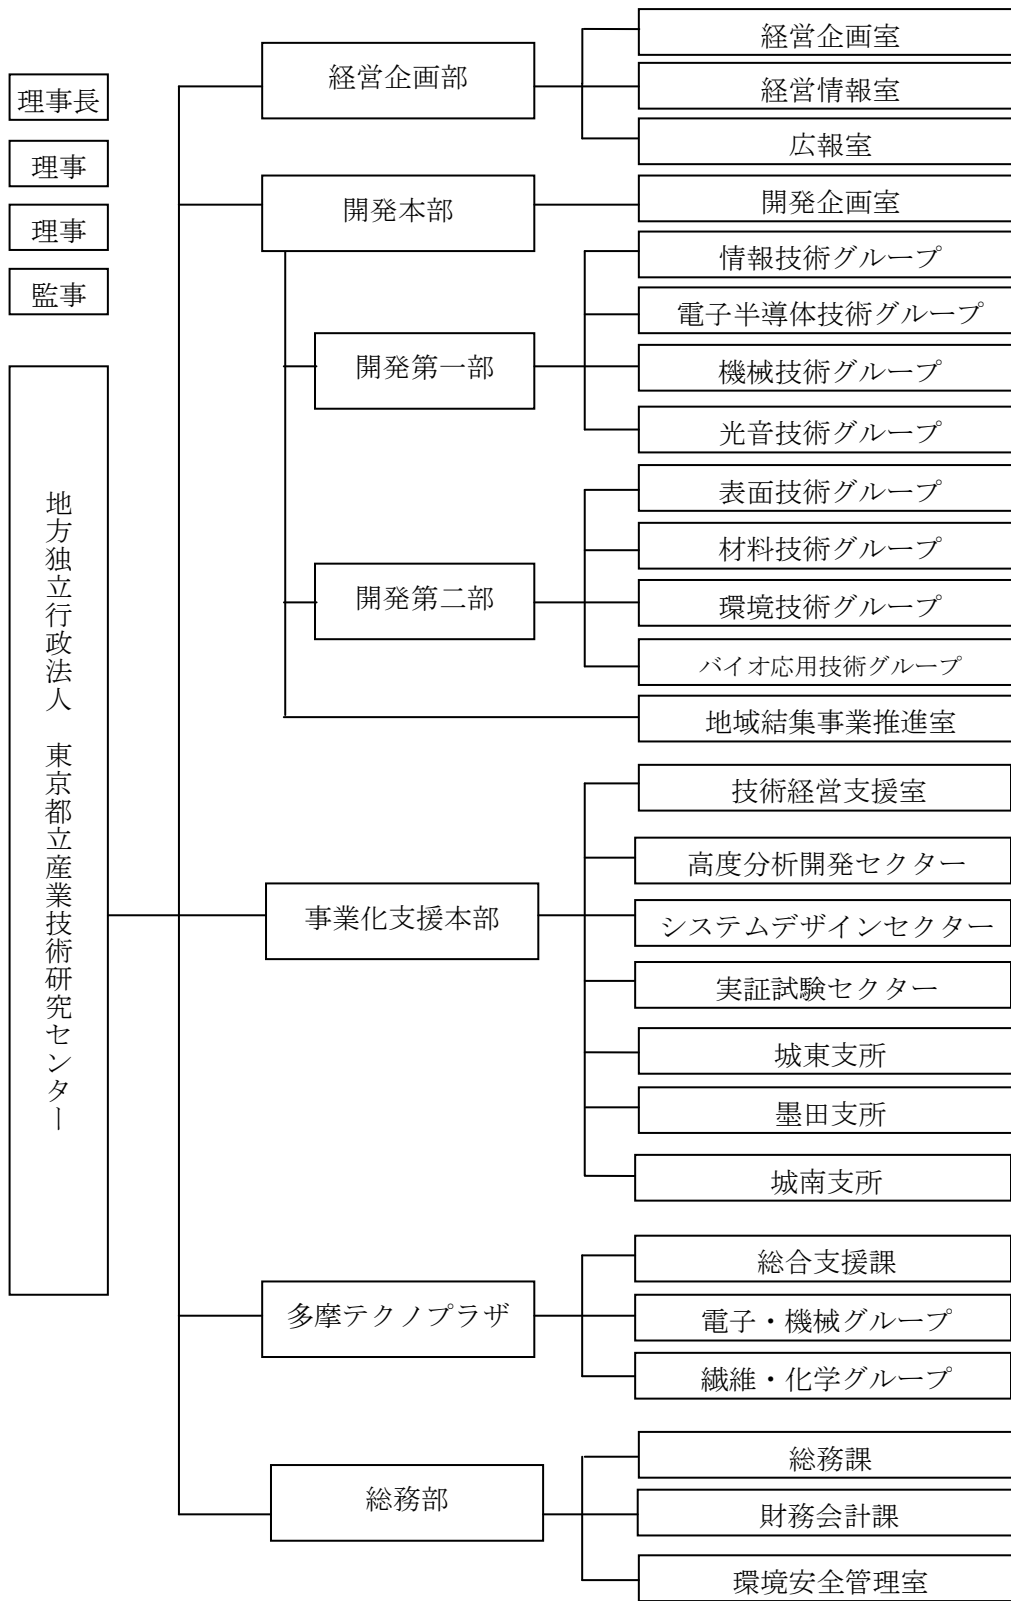 理事長
理事
理事
監事
地方独立行政法人　東京都立産業技術研究センター
経営企画部
経営企画室
経営情報室
広報室
開発本部
開発企画室
開発第一部
情報技術グループ
電子半導体技術グループ
機械技術グループ
光音技術グループ
開発第二部
表面技術グループ
材料技術グループ
環境技術グループ
バイオ応用技術グループ
地域結集事業推進室
事業化支援本部
技術経営支援室
高度分析開発セクター
システムデザインセクター
実証試験セクター
城東支所
墨田支所
城南支所
多摩テクノプラザ
総合支援課
電子・機械グループ
繊維・化学グループ
総務部
総務課
財務会計課
環境安全管理室